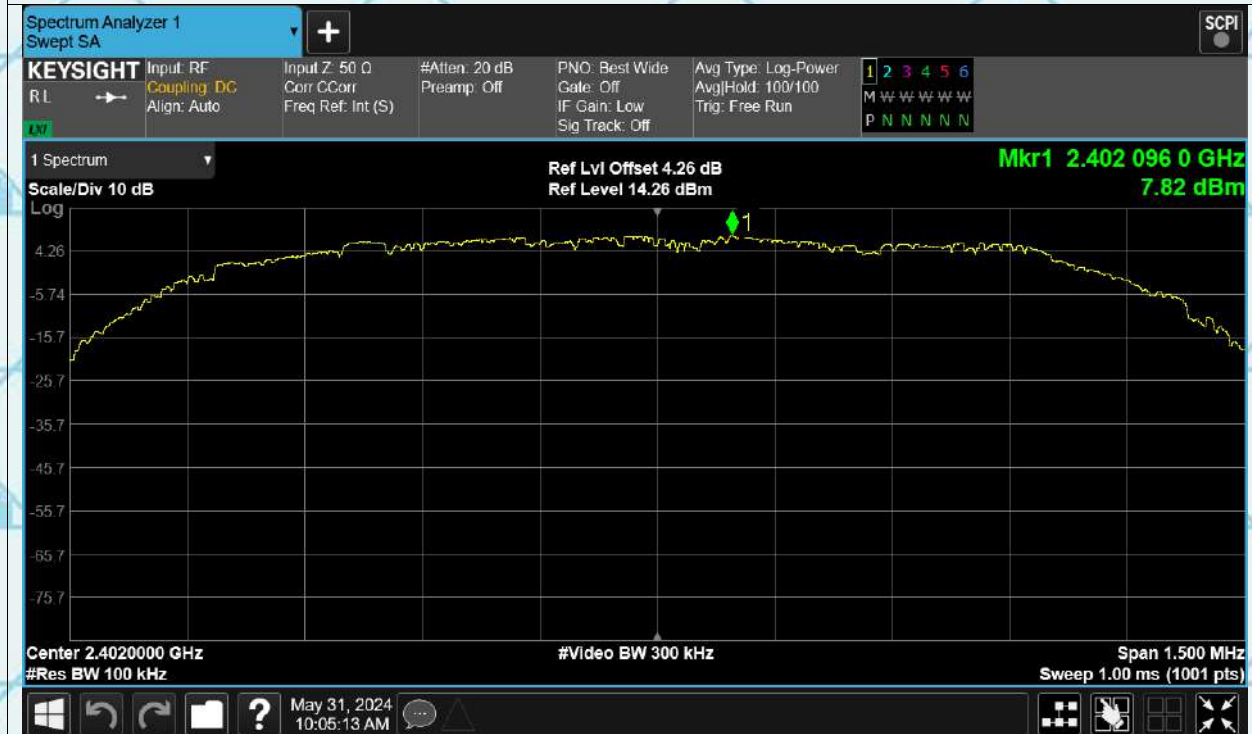 Spectrum Analyzer 1
Swept SA
+
SCPI
KEYSIGHT
RL
LXI
Input: RF
Coupling: DC
Align: Auto
Input Z: 50 Ω
Corr CCorr
Freq Ref: Int (S)
#Atten: 20 dB
Preamp: Off
PNO: Best Wide
Gate: Off
IF Gain: Low
Sig Track: Off
Avg Type: Log-Power
Avg|Hold: 100/100
Trig: Free Run
1 2 3 4 5 6
M W W W W W
P N N N N N
1 Spectrum
Scale/Div 10 dB
Log
Ref Lvl Offset 4.26 dB
Ref Level 14.26 dBm
Mkr1 2.402 096 0 GHz
7.82 dBm
1
4.26
-5.74
-15.7
-25.7
-35.7
-45.7
-55.7
-65.7
-75.7
Center 2.4020000 GHz
#Res BW 100 kHz
#Video BW 300 kHz
Span 1.500 MHz
Sweep 1.00 ms (1001 pts)
?
May 31, 2024
10:05:13 AM